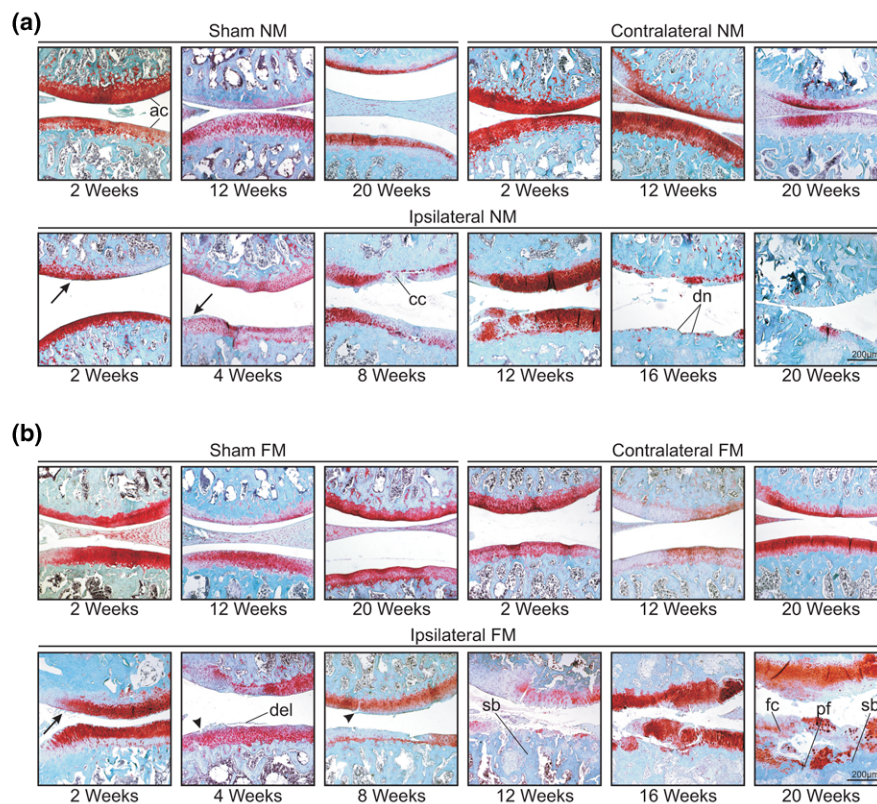 (a)
Sham NM Contralateral NM
ac
2 Weeks 12 Weeks 20 Weeks 2 Weeks 12 Weeks 20 Weeks
Ipsilateral NM
cc dn
200µm
2 Weeks 4 Weeks 8 Weeks 12 Weeks 16 Weeks 20 Weeks
(b)
Sham FM Contralateral FM
2 Weeks 12 Weeks 20 Weeks 2 Weeks 12 Weeks 20 Weeks
Ipsilateral FM
del sb fc pf sb
200µm
2 Weeks 4 Weeks 8 Weeks 12 Weeks 16 Weeks 20 Weeks